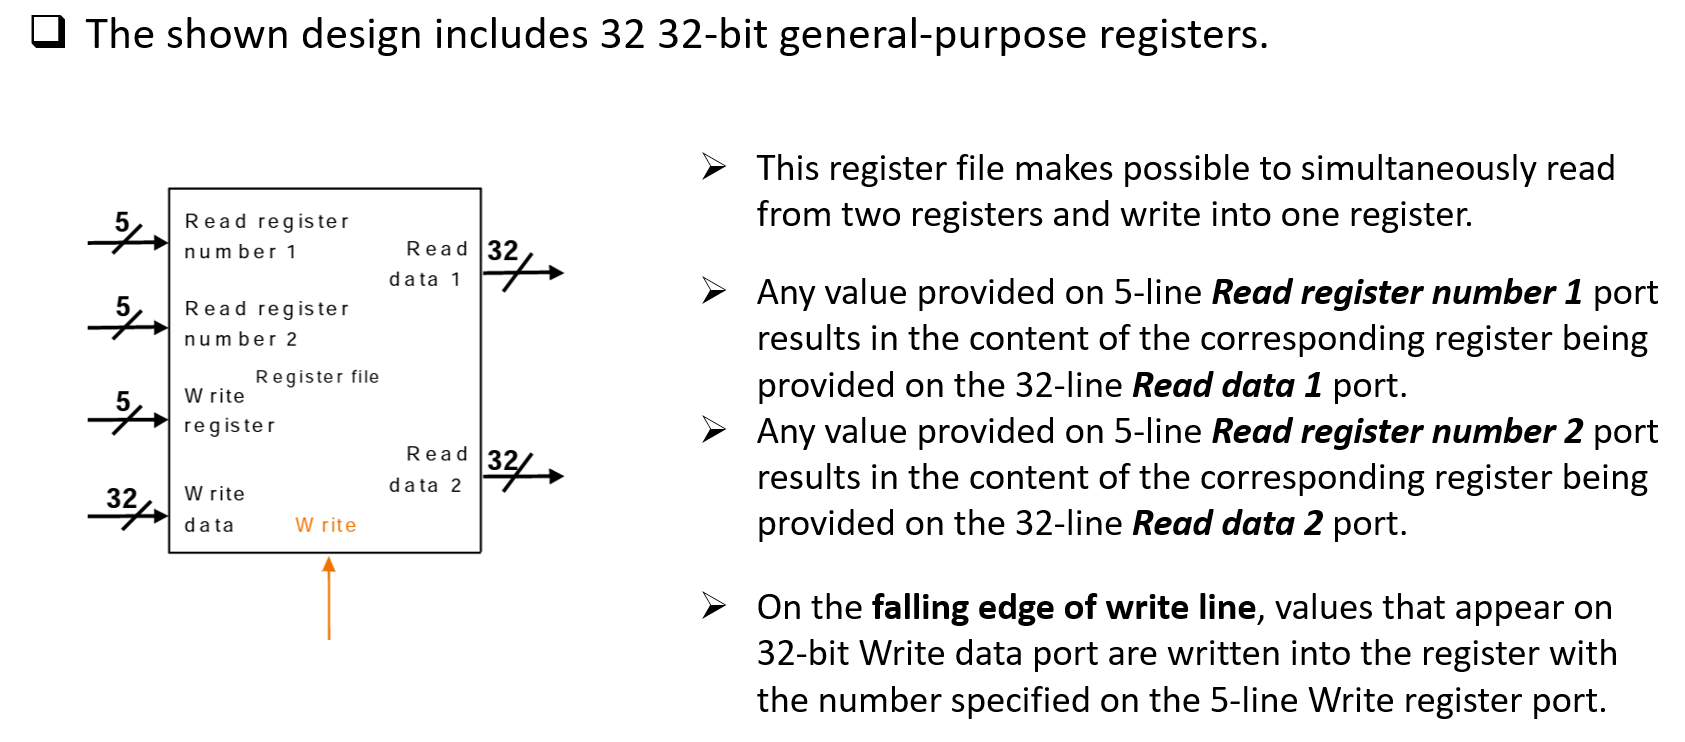 The shown design includes 32 32-bit general-purpose registers.
5
Read register
number 1
Read
data 1
32
5
Read register
number 2
Register file
5
Write
register
Read
data 2
32
32
Write
data
Write
This register file makes possible to simultaneously read
from two registers and write into one register.
Any value provided on 5-line Read register number 1 port
results in the content of the corresponding register being
provided on the 32-line Read data 1 port.
Any value provided on 5-line Read register number 2 port
results in the content of the corresponding register being
provided on the 32-line Read data 2 port.
On the falling edge of write line, values that appear on
32-bit Write data port are written into the register with
the number specified on the 5-line Write register port.